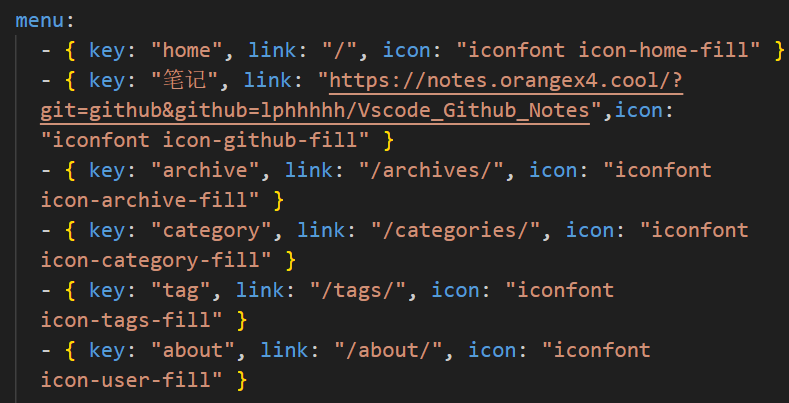 menu:
- { key: "home", link: "/", icon: "iconfont icon-home-fill" }
- { key: "笔记", link: "https://notes.orangex4.cool/?
git=github&github=lphhhhh/Vscode_Github_Notes",icon:
"iconfont icon-github-fill" }
- { key: "archive", link: "/archives/", icon: "iconfont
icon-archive-fill" }
- { key: "category", link: "/categories/", icon: "iconfont
icon-category-fill" }
- { key: "tag", link: "/tags/", icon: "iconfont
icon-tags-fill" }
- { key: "about", link: "/about/", icon: "iconfont
icon-user-fill" }